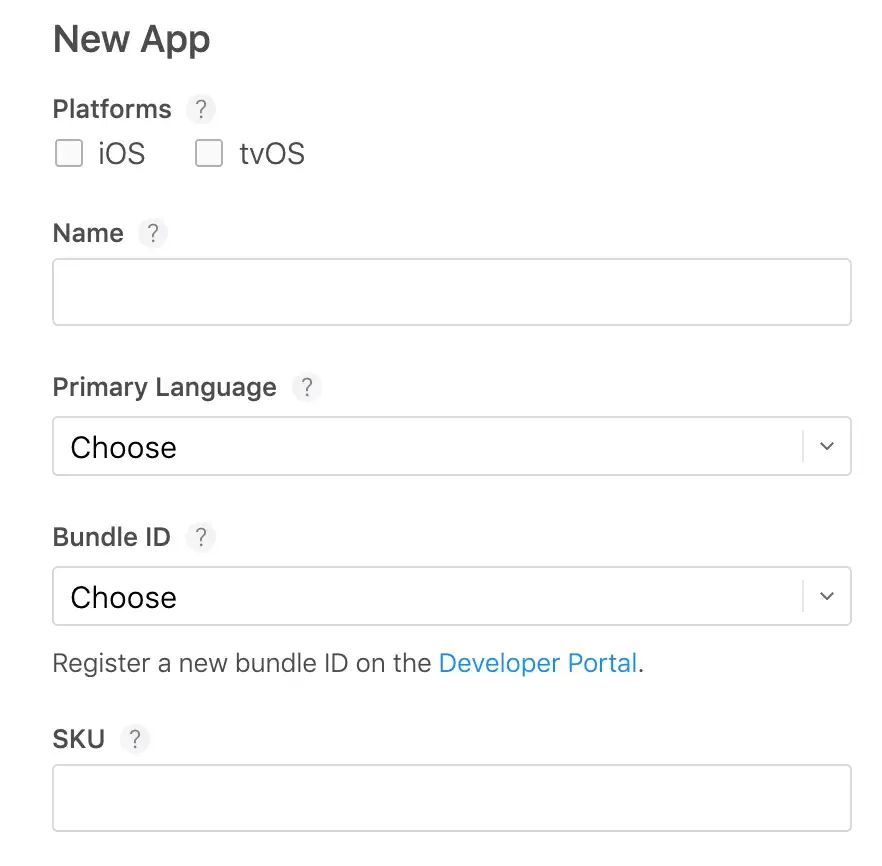 New App
Platforms ?
iOS tvOS
Name ?
Primary Language ?
Choose
Bundle ID ?
Choose
Register a new bundle ID on the Developer Portal.
SKU ?